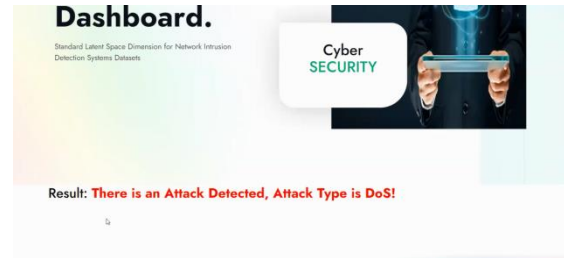 Dashboard.
Standard Latent Space Dimension for Network Intrusion
Detection Systems Datasets
Cyber
SECURITY
Result: There is an Attack Detected, Attack Type is DoS!